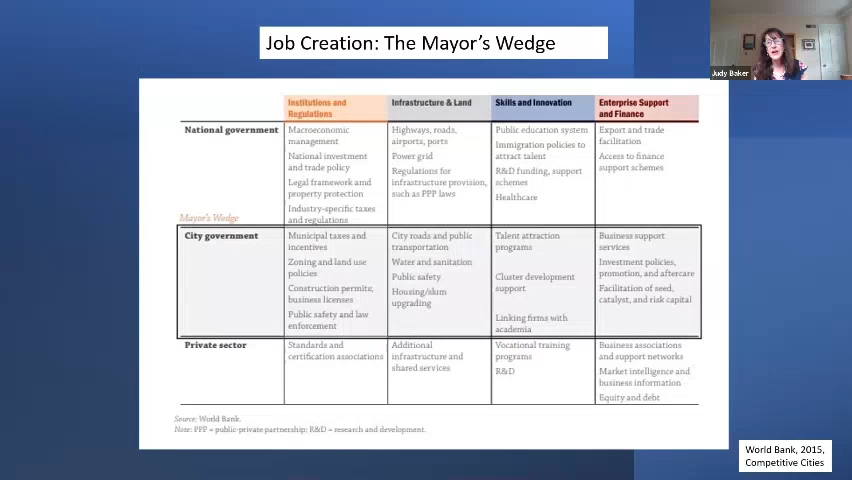 Job Creation: The Mayor's Wedge
Judy Baker
Institutions and
Regulations
Infrastructure & Land
Skills and Innovation
Enterprise Support
and Finance
National government
Macroeconomic
management
National investment
and trade policy
Legal framework amd
property protection
Industry-specific taxes
and regulations
Highways, roads,
airports, ports
Power grid
Regulations for
infrastructure provision,
such as PPP laws
Public education system
Immigration policies to
attract talent
R&D funding, support
schemes
Healthcare
Export and trade
facilitation
Access to finance
support schemes
Mayor's Wedge
City government
Municipal taxes and
incentives
Zoning and land use
policies
Construction permits;
business licenses
Public safety and law
enforcement
City roads and public
transportation
Water and sanitation
Public safety
Housing/slum
upgrading
Talent attraction
programs
Cluster development
support
Linking firms with
academia
Business support
services
Investment policies,
promotion, and aftercare
Facilitation of seed,
catalyst, and risk capital
Private sector
Standards and
certification associations
Additional
infrastructure and
shared services
Vocational training
programs
R&D
Business associations
and support networks
Market intelligence and
business information
Equity and debt
Source: World Bank.
Note: PPP = public-private partnership; R&D = research and development.
World Bank, 2015,
Competitive Cities